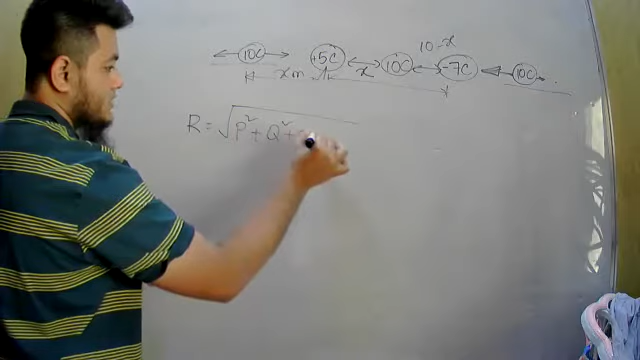 10-x
10C +5C 10C -7C 10C
x m x
R = √P² + Q² +